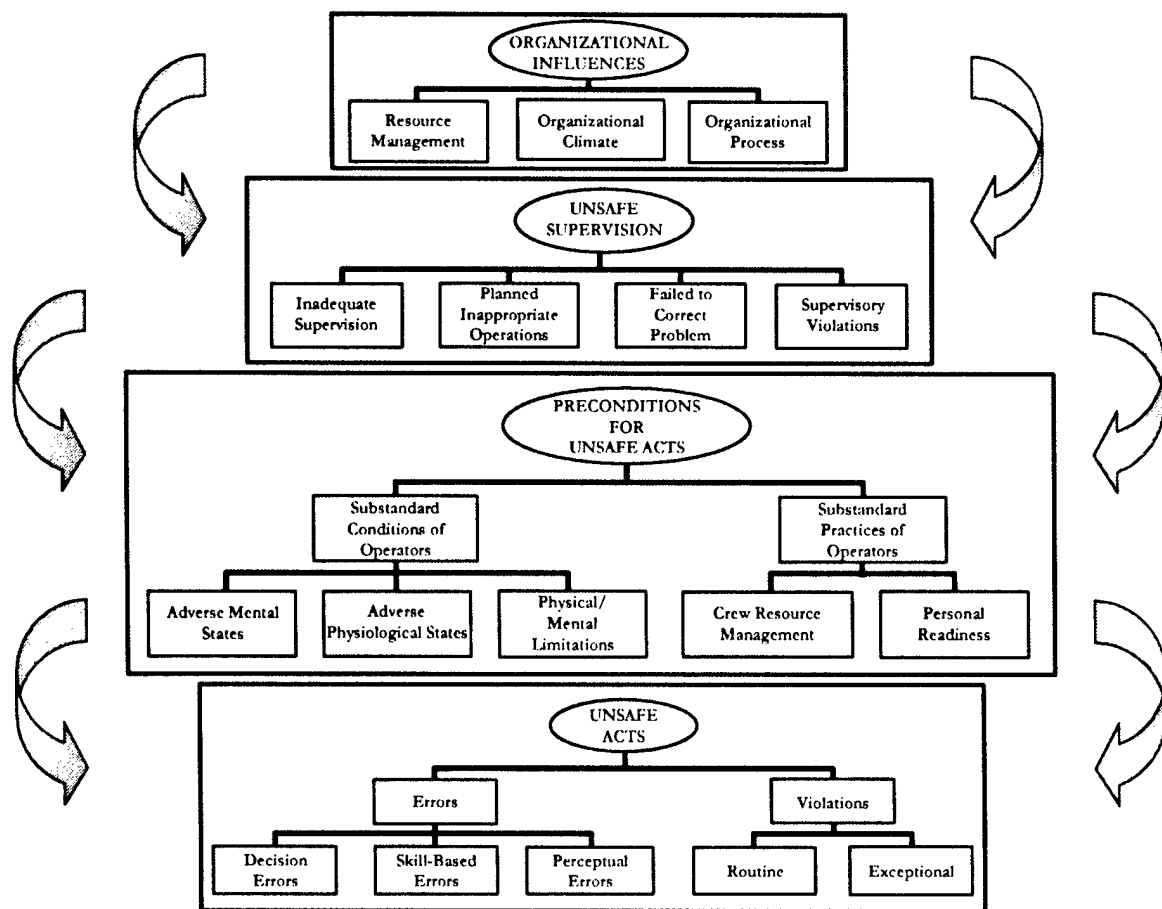 ORGANIZATIONAL
INFLUENCES
Resource
Management
Organizational
Climate
Organizational
Process
UNSAFE
SUPERVISION
Inadequate
Supervision
Planned
Inappropriate
Operations
Failed to
Correct
Problem
Supervisory
Violations
PRECONDITIONS
FOR
UNSAFE ACTS
Substandard
Conditions of
Operators
Substandard
Practices of
Operators
Adverse Mental
States
Adverse
Physiological States
Physical/
Mental
Limitations
Crew Resource
Management
Personal
Readiness
UNSAFE
ACTS
Errors
Violations
Decision
Errors
Skill-Based
Errors
Perceptual
Errors
Routine
Exceptional